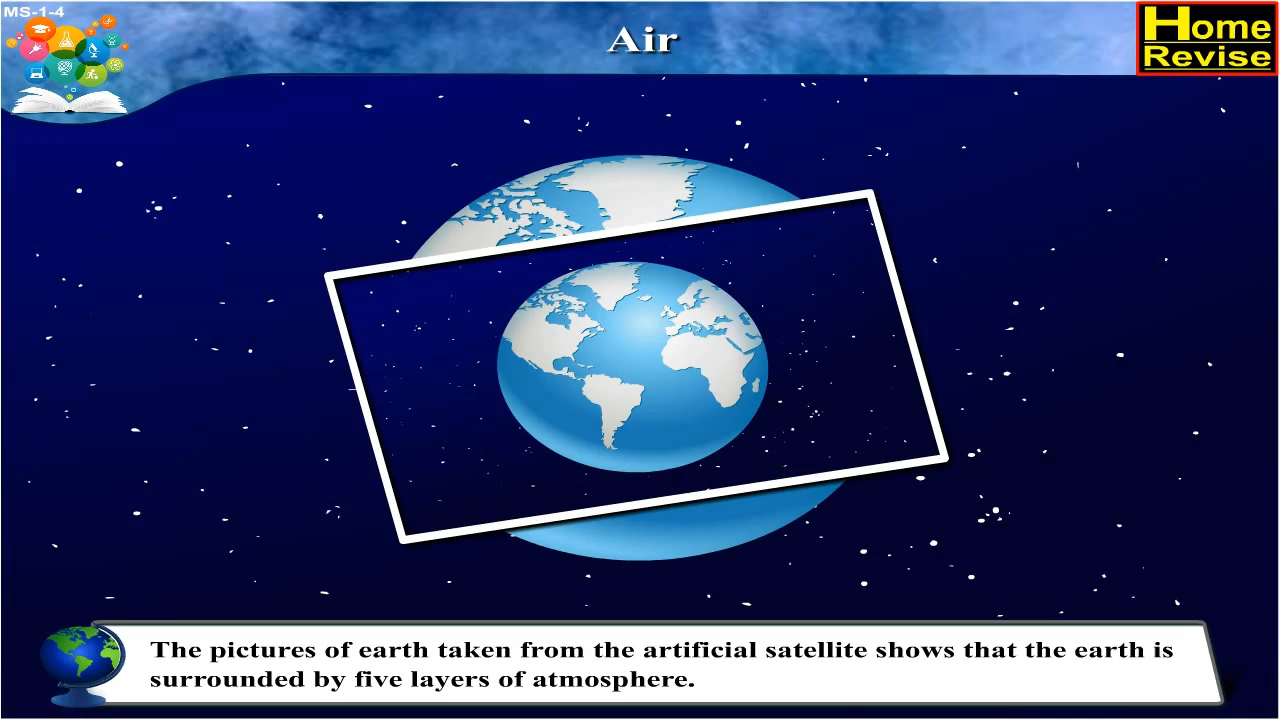 MS-1-4
Air
Home
Revise
The pictures of earth taken from the artificial satellite shows that the earth is
surrounded by five layers of atmosphere.